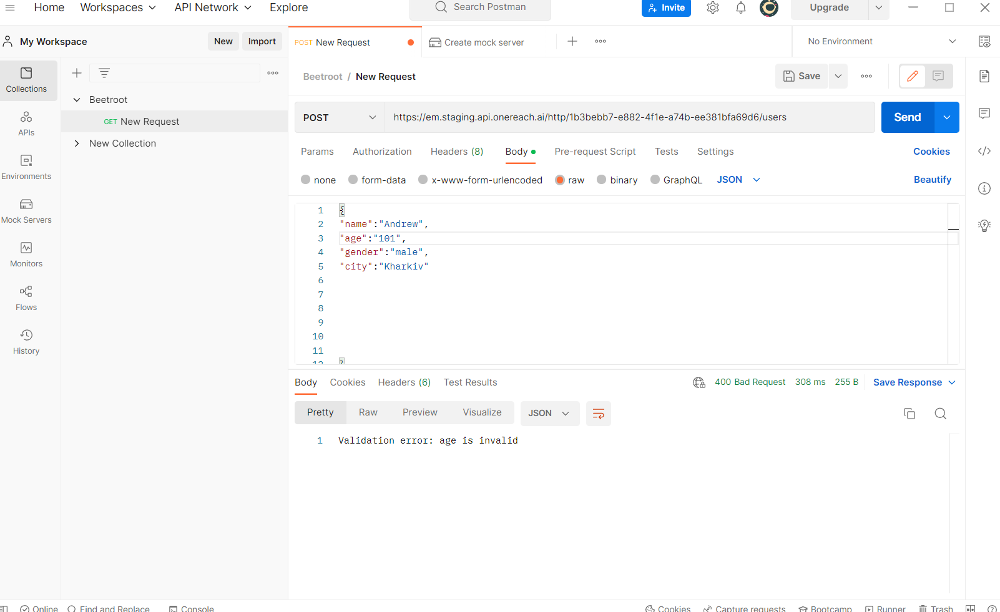 Home Workspaces API Network Explore Search Postman Invite Upgrade
My Workspace New Import POST New Request Create mock server No Environment
Collections
APIs
Environments
Mock Servers
Monitors
Flows
History
Beetroot
GET New Request
New Collection
Beetroot / New Request Save
POST https://em.staging.api.onereach.ai/http/1b3bebb7-e882-4f1e-a74b-ee381bfa69d6/users Send
Params Authorization Headers (8) Body Pre-request Script Tests Settings Cookies
none form-data x-www-form-urlencoded raw binary GraphQL JSON Beautify
1 {
2 "name":"Andrew",
3 "age":"101",
4 "gender":"male",
5 "city":"Kharkiv"
6
7
8
9
10
11
12 }
Body Cookies Headers (6) Test Results 400 Bad Request 308 ms 255 B Save Response
Pretty Raw Preview Visualize JSON
1 Validation error: age is invalid
Online Find and Replace Console Cookies Capture requests Bootcamp Runner Trash